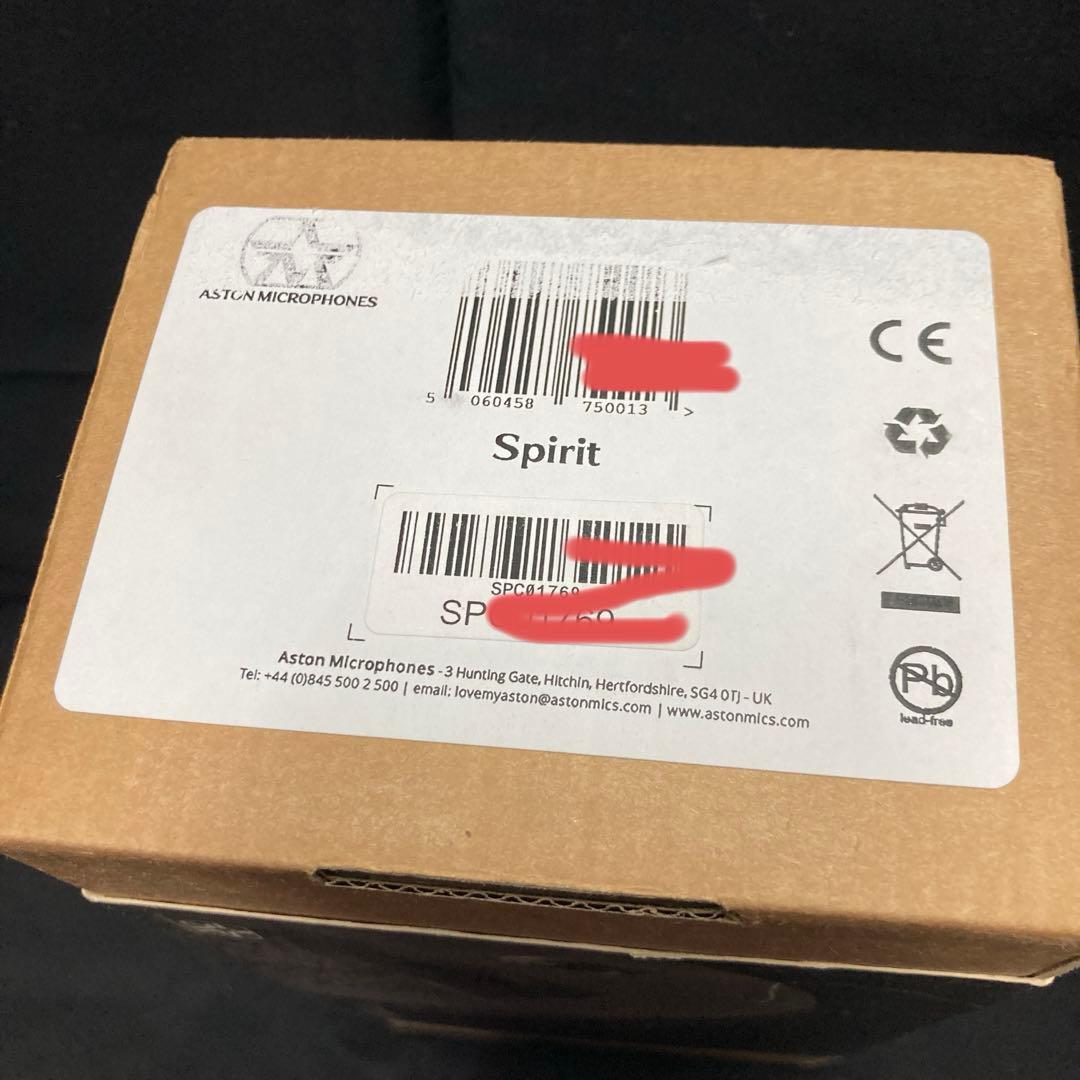 ASTON MICROPHONES
5 060458 750013 >
CE
Spirit
SPC01769
SP
Aston Microphones - 3 Hunting Gate, Hitchin, Hertfordshire, SG4 0TJ - UK
Tel: +44 (0)845 500 2 500 | email: lovemyaston@astonmics.com | www.astonmics.com
Pb
lead-free